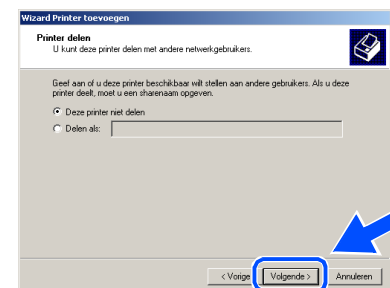 Wizard Printer toevoegen
Printer delen
U kunt deze printer delen met andere netwerkgebruikers.
Geef aan of u deze printer beschikbaar wilt stellen aan andere gebruikers. Als u deze
printer deelt, moet u een sharenaam opgeven.
Deze printer niet delen
Delen als:
< Vorige Volgende > Annuleren